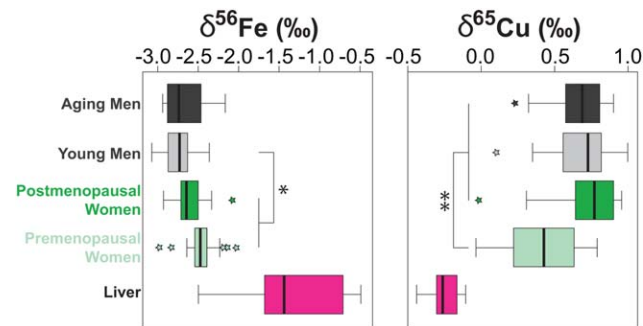 δ⁵⁶Fe (‰) δ⁶⁵Cu (‰)
-3.0 -2.5 -2.0 -1.5 -1.0 -0.5 -0.5 0.0 0.5 1.0
Aging Men
Young Men
Postmenopausal
Women
Premenopausal
Women
Liver
*
**